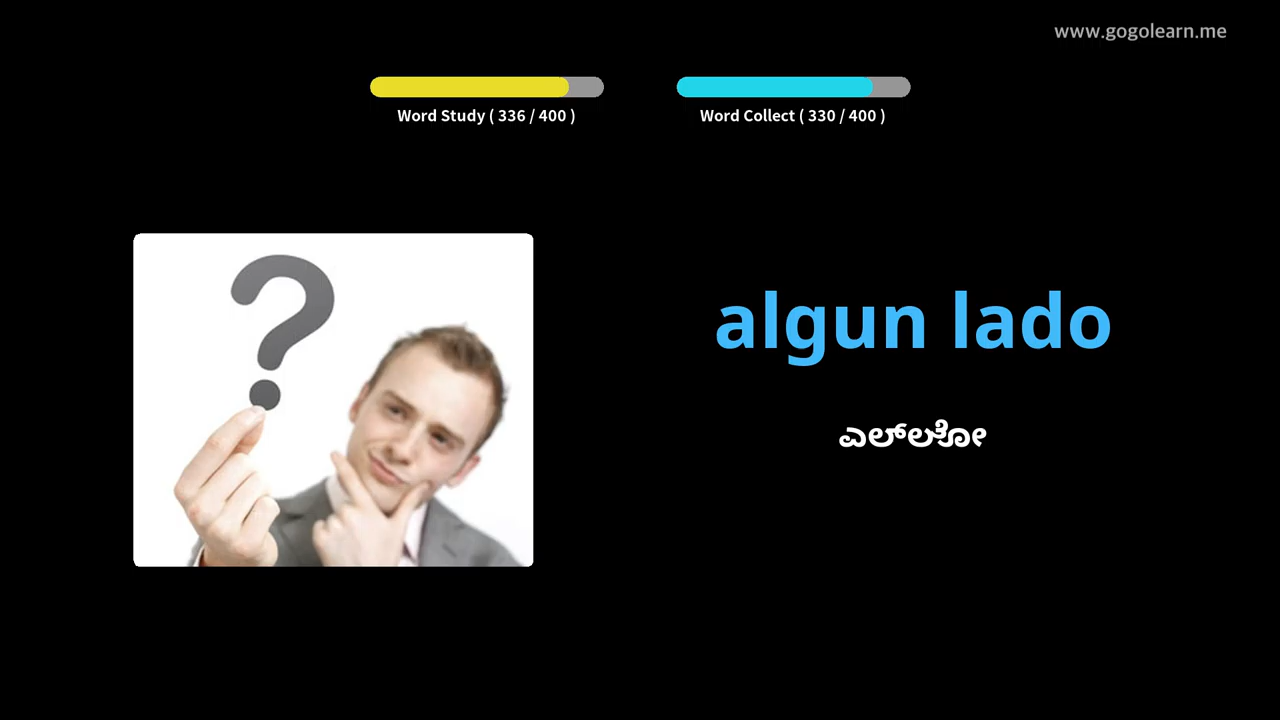 www.gogolearn.me
Word Study ( 336 / 400 )
Word Collect ( 330 / 400 )
algun lado
ಎಲ್ಲೋ